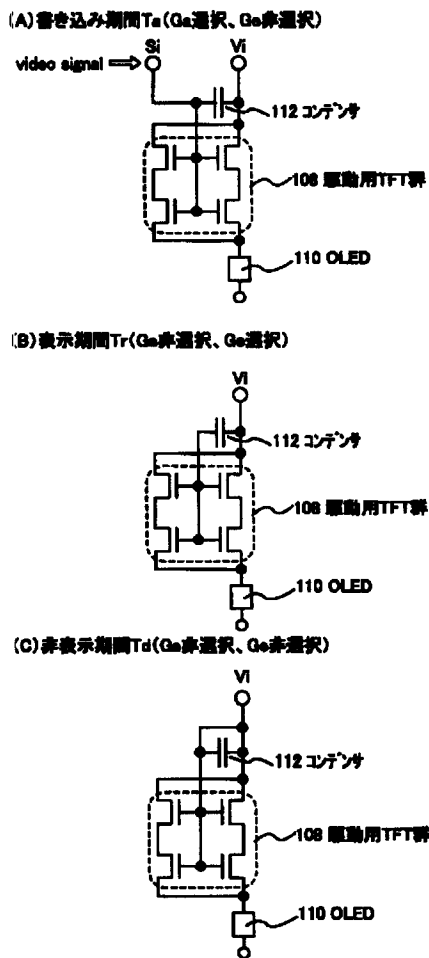 (A)書き込み期間Ta(Ga選択、Ge非選択)
Si
Vi
video signal
112 コンデンサ
108 駆動用TFT群
110 OLED
(B)表示期間Tr(Ga非選択、Ge選択)
Vi
112 コンデンサ
108 駆動用TFT群
110 OLED
(C)非表示期間Td(Ga非選択、Ge非選択)
Vi
112 コンデンサ
108 駆動用TFT群
110 OLED